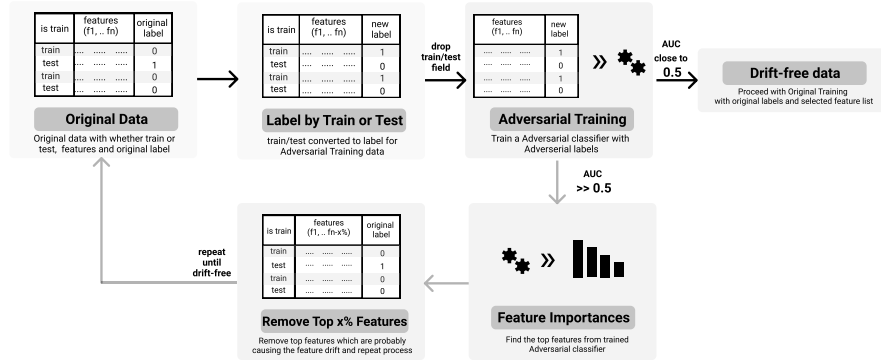 is train
features
(f1, .. fn)
original
label
train .... ..... ..... 0
test .... ..... ..... 1
train .... ..... ..... 0
test .... ..... ..... 0
Original Data
Original data with whether train or
test, features and original label
is train
features
(f1, .. fn)
new
label
train .... ..... ..... 1
test .... ..... ..... 0
train .... ..... ..... 1
test .... ..... ..... 0
Label by Train or Test
train/test converted to label for
Adversarial Training data
drop
train/test
field
features
(f1, .. fn)
new
label
.... ..... ..... 1
.... ..... ..... 0
.... ..... ..... 1
.... ..... ..... 0
Adversarial Training
Train a Adversarial classifier with
Adverserial labels
AUC
close to
0.5
Drift-free data
Proceed with Original Training
with original labels and selected feature list
AUC
>> 0.5
Feature Importances
Find the top features from trained
Adversarial classifier
is train
features
(f1, .. fn-x%)
original
label
train .... ..... ..... 0
test .... ..... ..... 1
train .... ..... ..... 0
test .... ..... ..... 0
Remove Top x% Features
Remove top features which are probably
causing the feature drift and repeat process
repeat
until
drift-free